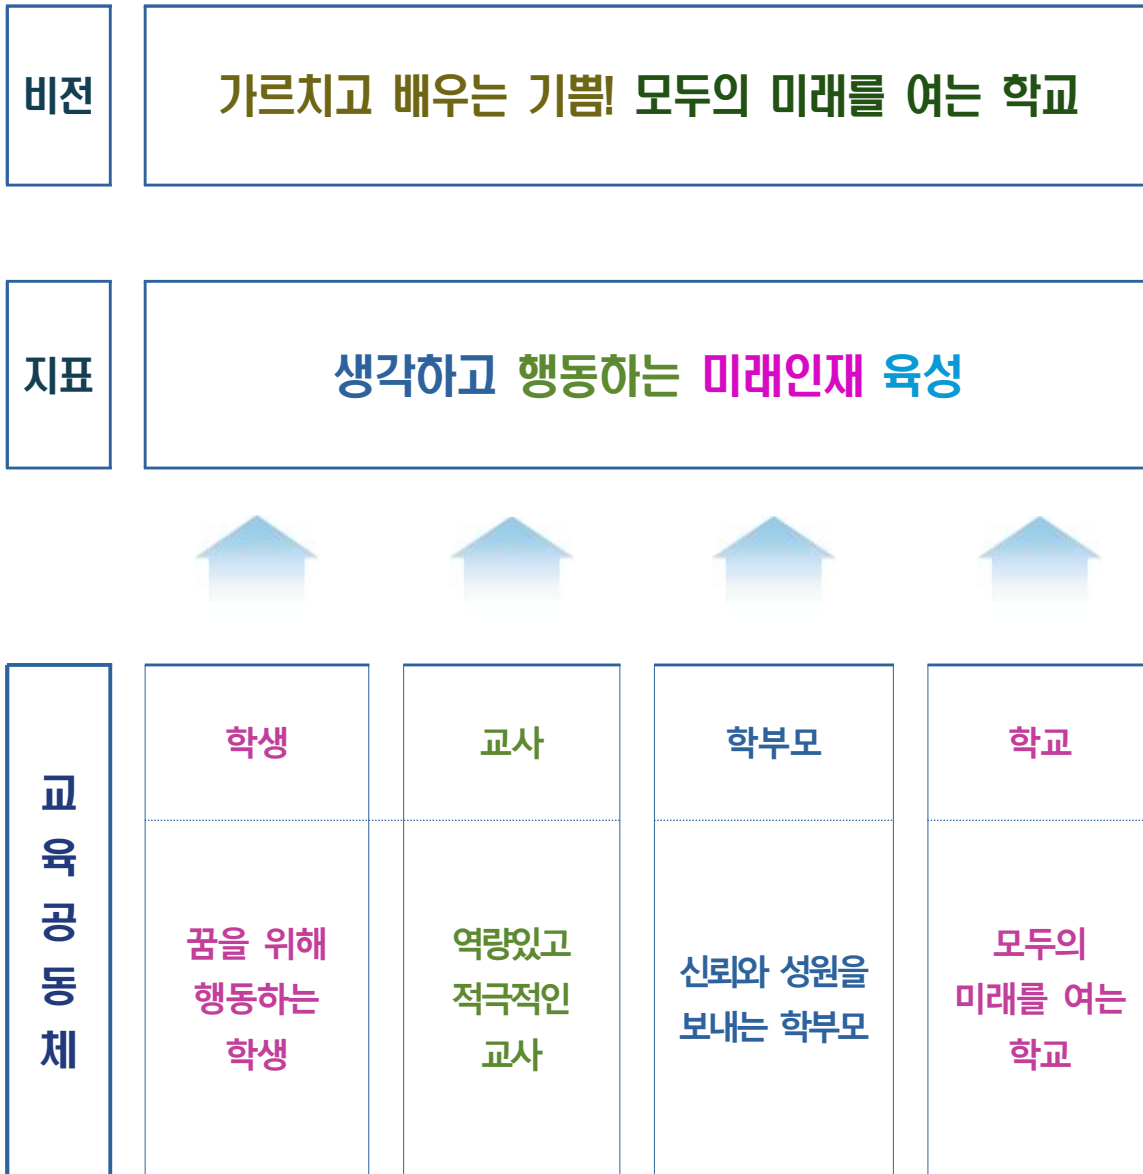 비전
가르치고 배우는 기쁨! 모두의 미래를 여는 학교
지표
생각하고 행동하는 미래인재 육성
교
육
공
동
체
학생
꿈을 위해
행동하는
학생
교사
역량있고
적극적인
교사
학부모
신뢰와 성원을
보내는 학부모
학교
모두의
미래를 여는
학교